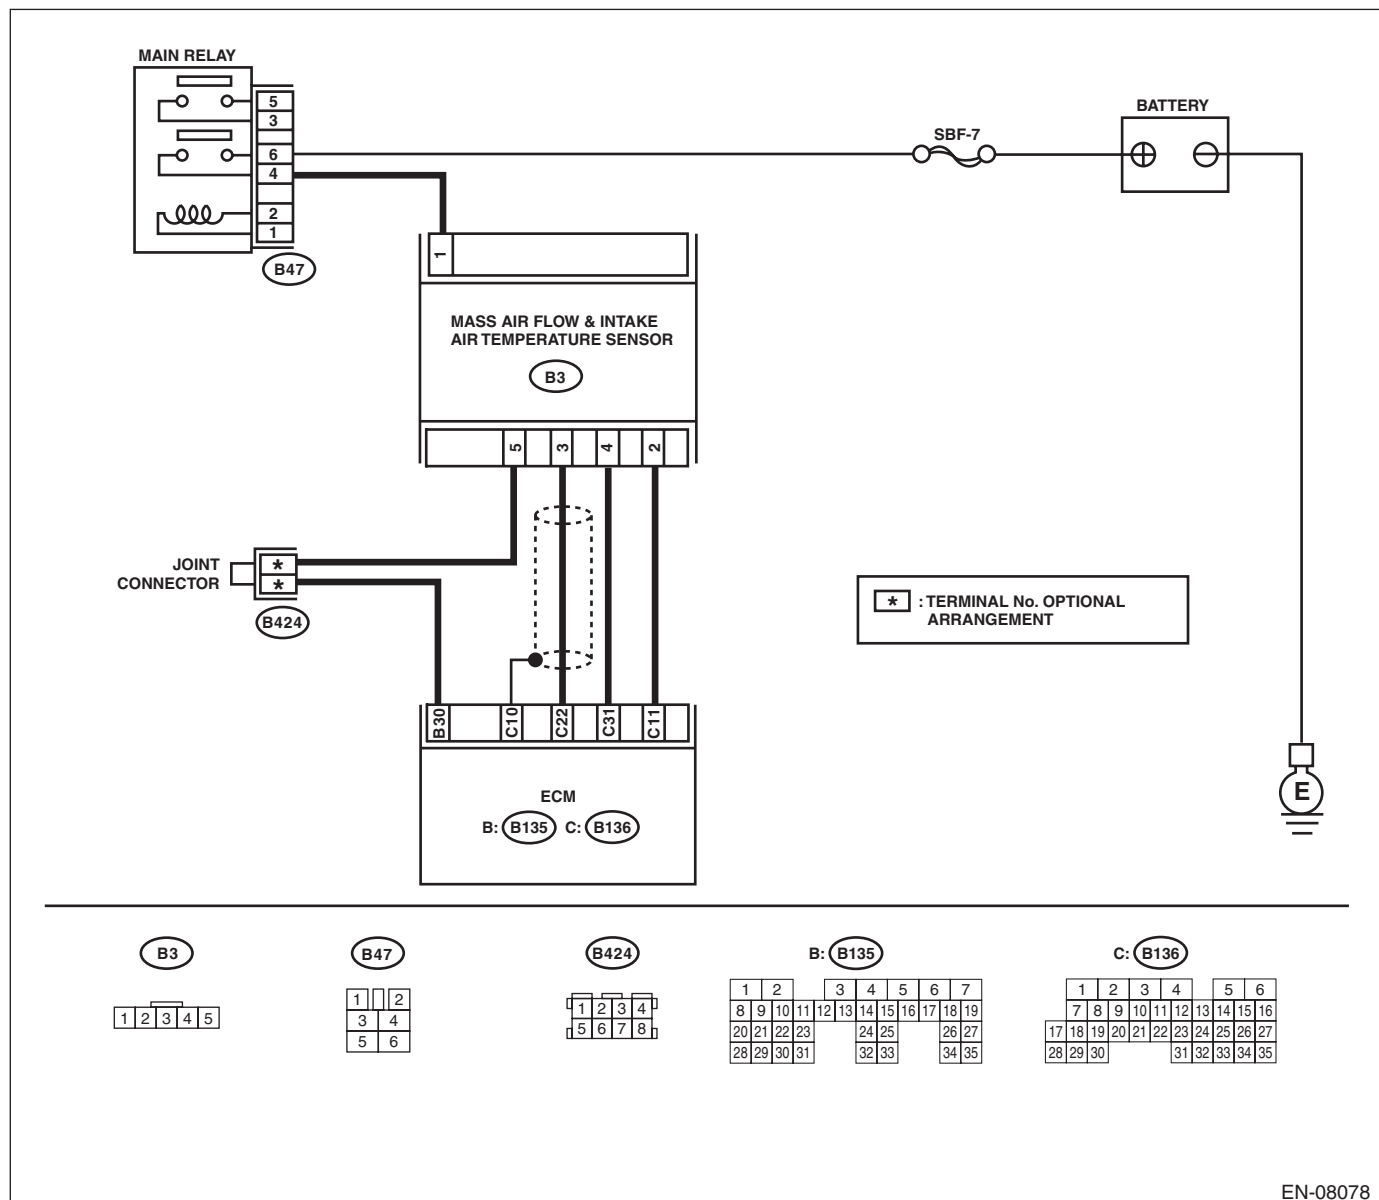 MAIN RELAY
5
3
6
4
2
1
B47
SBF-7
BATTERY
1
MASS AIR FLOW & INTAKE
AIR TEMPERATURE SENSOR
B3
5 3 4 2
JOINT
CONNECTOR
*
*
B424
* : TERMINAL No. OPTIONAL
ARRANGEMENT
B30 C10 C22 C31 C11
ECM
B: B135 C: B136
E
B3 B47 B424 B: B135 C: B136
1 2 3 4 5
1 2
3 4
5 6
1 2 3 4
5 6 7 8
1 2 3 4 5 6 7
8 9 10 11 12 13 14 15 16 17 18 19
20 21 22 23 24 25 26 27
28 29 30 31 32 33 34 35
1 2 3 4 5 6
7 8 9 10 11 12 13 14 15 16
17 18 19 20 21 22 23 24 25 26 27
28 29 30 31 32 33 34 35
EN-08078